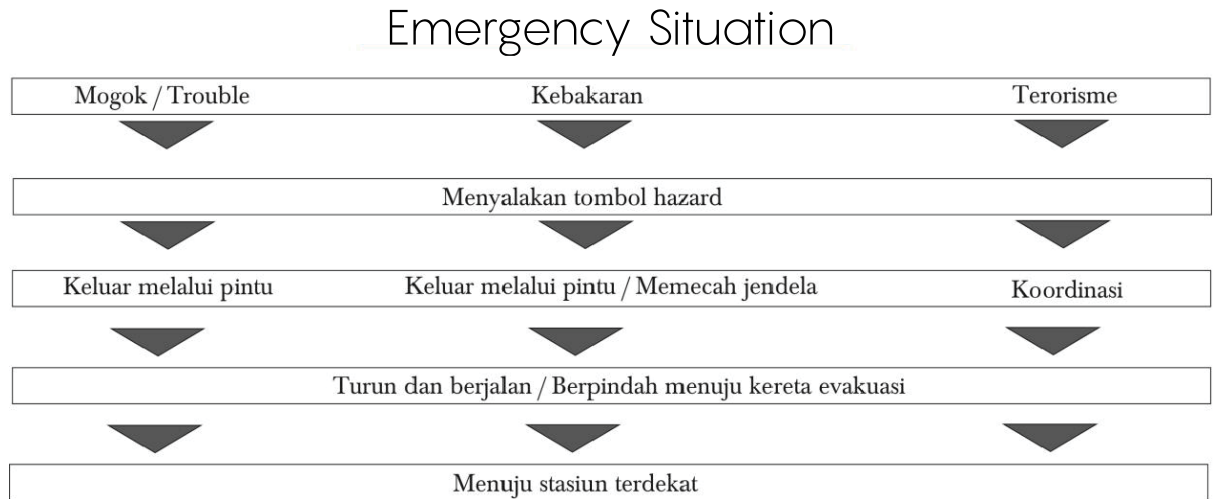 Emergency Situation
Mogok / Trouble Kebakaran Terorisme
Menyalakan tombol hazard
Keluar melalui pintu Keluar melalui pintu / Memecah jendela Koordinasi
Turun dan berjalan / Berpindah menuju kereta evakuasi
Menuju stasiun terdekat